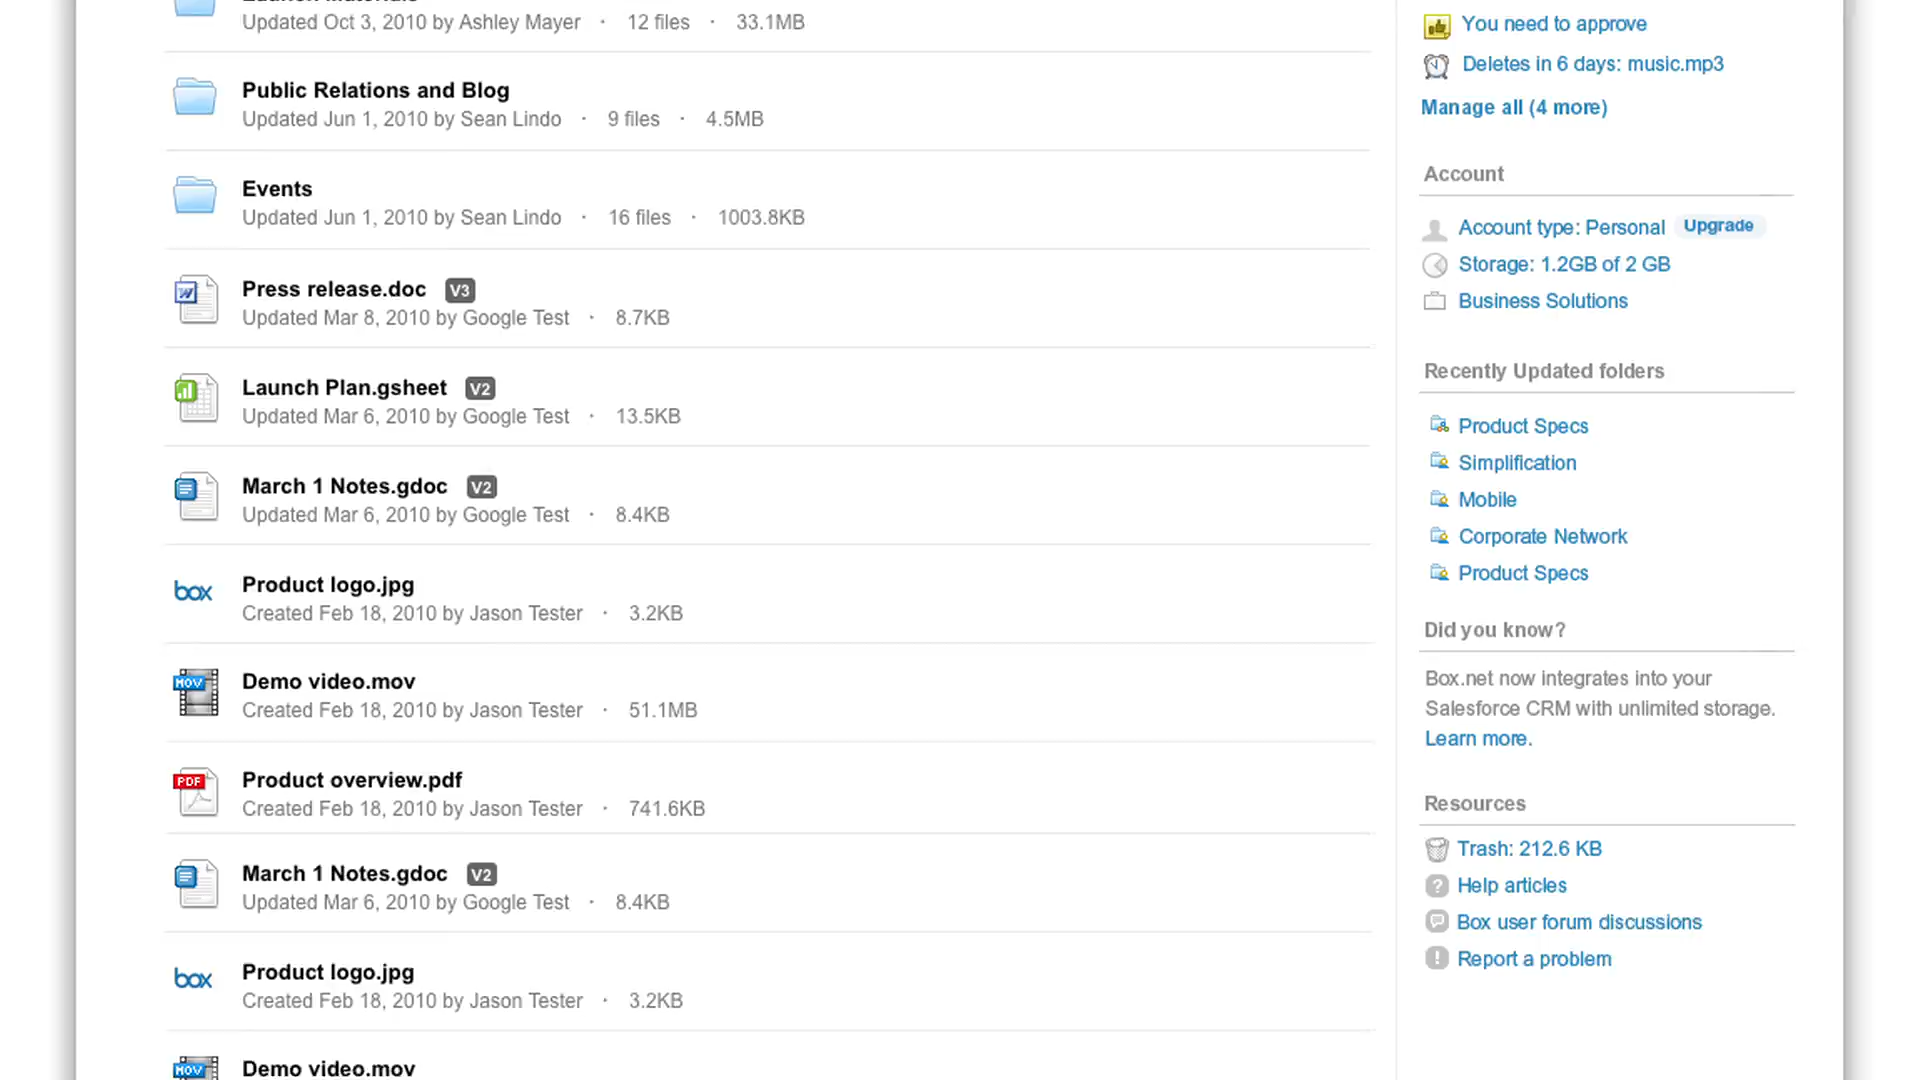 Updated Oct 3, 2010 by Ashley Mayer · 12 files · 33.1MB
Public Relations and Blog
Updated Jun 1, 2010 by Sean Lindo · 9 files · 4.5MB
Events
Updated Jun 1, 2010 by Sean Lindo · 16 files · 1003.8KB
W
Press release.doc V3
Updated Mar 8, 2010 by Google Test · 8.7KB
Launch Plan.gsheet V2
Updated Mar 6, 2010 by Google Test · 13.5KB
March 1 Notes.gdoc V2
Updated Mar 6, 2010 by Google Test · 8.4KB
box
Product logo.jpg
Created Feb 18, 2010 by Jason Tester · 3.2KB
MOV
Demo video.mov
Created Feb 18, 2010 by Jason Tester · 51.1MB
PDF
Product overview.pdf
Created Feb 18, 2010 by Jason Tester · 741.6KB
March 1 Notes.gdoc V2
Updated Mar 6, 2010 by Google Test · 8.4KB
box
Product logo.jpg
Created Feb 18, 2010 by Jason Tester · 3.2KB
MOV
Demo video.mov
You need to approve
Deletes in 6 days: music.mp3
Manage all (4 more)
Account
Account type: Personal Upgrade
Storage: 1.2GB of 2 GB
Business Solutions
Recently Updated folders
Product Specs
Simplification
Mobile
Corporate Network
Product Specs
Did you know?
Box.net now integrates into your
Salesforce CRM with unlimited storage.
Learn more.
Resources
Trash: 212.6 KB
? Help articles
Box user forum discussions
! Report a problem